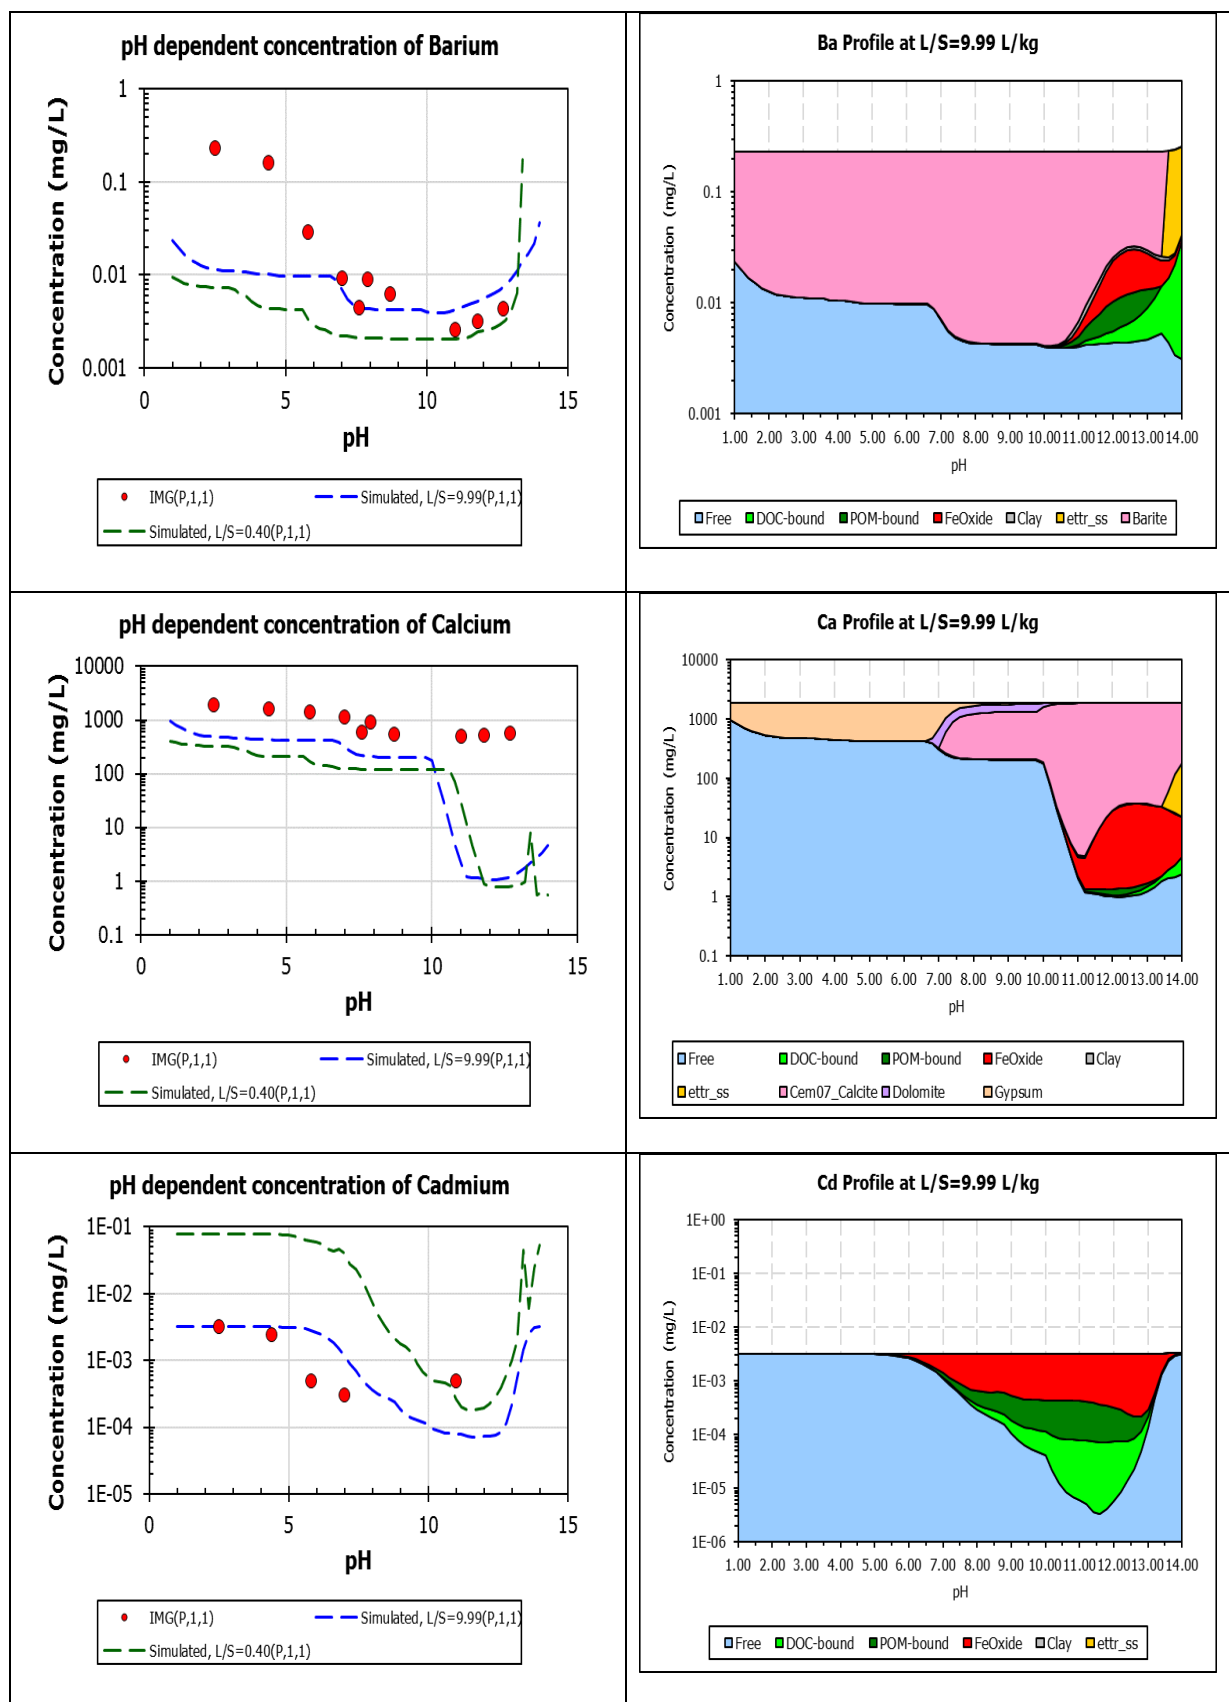 pH dependent concentration of Barium
Concentration (mg/L)
1
0.1
0.01
0.001
0 5 10 15
pH
IMG(P,1,1) Simulated, L/S=9.99(P,1,1)
Simulated, L/S=0.40(P,1,1)
Ba Profile at L/S=9.99 L/kg
Concentration (mg/L)
1
0.1
0.01
0.001
1.00 2.00 3.00 4.00 5.00 6.00 7.00 8.00 9.00 10.00 11.00 12.00 13.00 14.00
pH
Free DOC-bound POM-bound FeOxide Clay ettr_ss Barite
pH dependent concentration of Calcium
Concentration (mg/L)
10000
1000
100
10
1
0.1
0 5 10 15
pH
IMG(P,1,1) Simulated, L/S=9.99(P,1,1)
Simulated, L/S=0.40(P,1,1)
Ca Profile at L/S=9.99 L/kg
Concentration (mg/L)
10000
1000
100
10
1
0.1
1.00 2.00 3.00 4.00 5.00 6.00 7.00 8.00 9.00 10.00 11.00 12.00 13.00 14.00
pH
Free DOC-bound POM-bound FeOxide Clay
ettr_ss Cem07_Calcite Dolomite Gypsum
pH dependent concentration of Cadmium
Concentration (mg/L)
1E-01
1E-02
1E-03
1E-04
1E-05
0 5 10 15
pH
IMG(P,1,1) Simulated, L/S=9.99(P,1,1)
Simulated, L/S=0.40(P,1,1)
Cd Profile at L/S=9.99 L/kg
Concentration (mg/L)
1E+00
1E-01
1E-02
1E-03
1E-04
1E-05
1E-06
1.00 2.00 3.00 4.00 5.00 6.00 7.00 8.00 9.00 10.00 11.00 12.00 13.00 14.00
pH
Free DOC-bound POM-bound FeOxide Clay ettr_ss